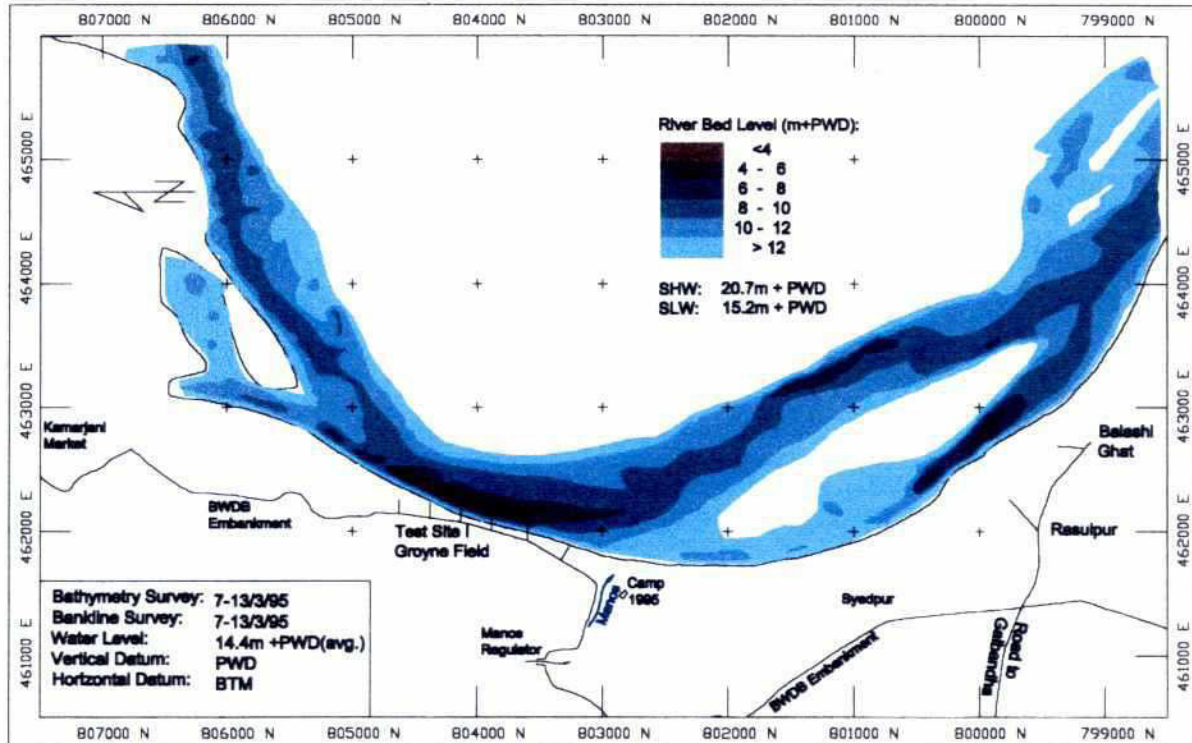 807000 N 806000 N 805000 N 804000 N 803000 N 802000 N 801000 N 800000 N 799000 N
465000 E
464000 E
463000 E
462000 E
461000 E
River Bed Level (m+PWD):
<4
4 - 6
6 - 8
8 - 10
10 - 12
> 12
SHW: 20.7m + PWD
SLW: 15.2m + PWD
465000 E
464000 E
463000 E
462000 E
461000 E
Kamarjani
Market
BWDB
Embankment
Test Site I
Groyne Field
Balashi
Ghat
Rasulpur
Manos
Camp
1995
Syedpur
Manos
Regulator
BWDB Embankment
Road to
Gaibandha
Bathymetry Survey: 7-13/3/95
Bankline Survey: 7-13/3/95
Water Level: 14.4m +PWD(avg.)
Vertical Datum: PWD
Horizontal Datum: BTM
807000 N 806000 N 805000 N 804000 N 803000 N 802000 N 801000 N 800000 N 799000 N